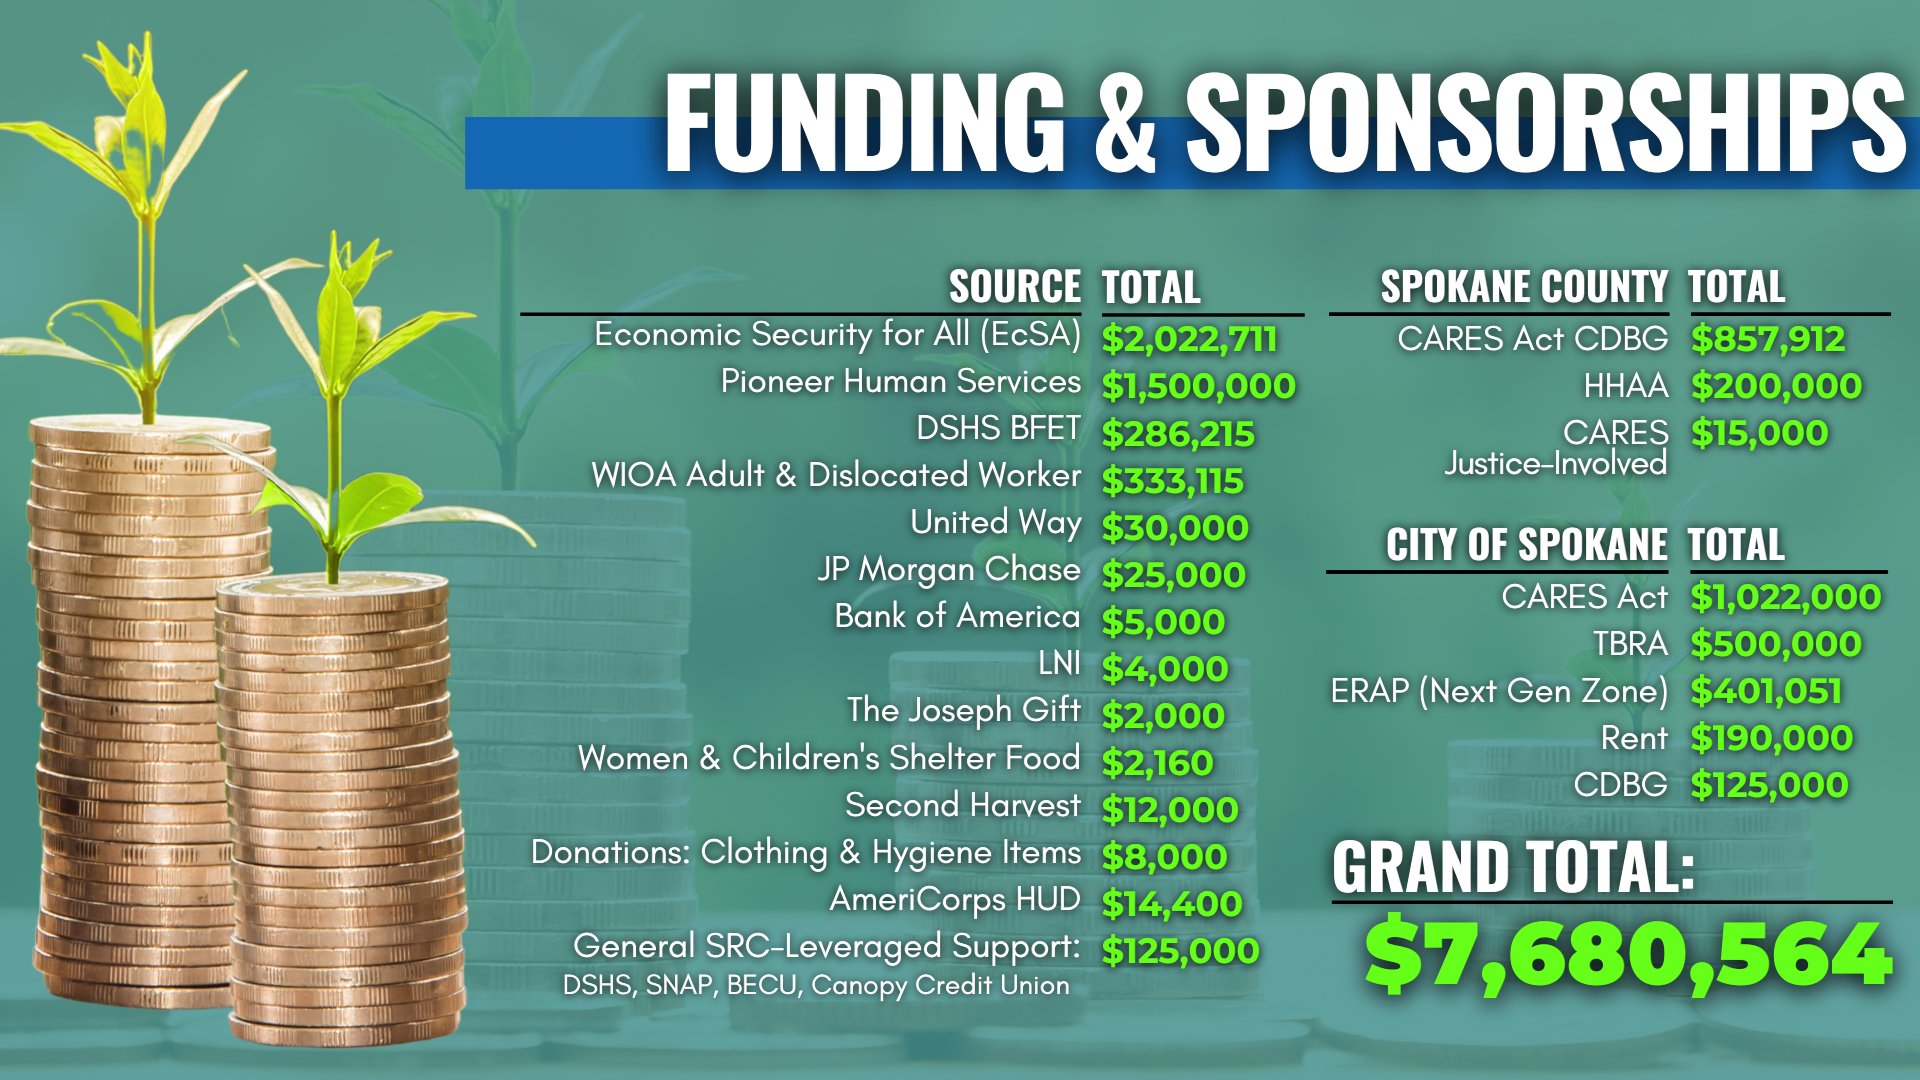 FUNDING & SPONSORSHIPS
SOURCE TOTAL
Economic Security for All (EcSA) $2,022,711
Pioneer Human Services $1,500,000
DSHS BFET $286,215
WIOA Adult & Dislocated Worker $333,115
United Way $30,000
JP Morgan Chase $25,000
Bank of America $5,000
LNI $4,000
The Joseph Gift $2,000
Women & Children's Shelter Food $2,160
Second Harvest $12,000
Donations: Clothing & Hygiene Items $8,000
AmeriCorps HUD $14,400
General SRC-Leveraged Support: $125,000
DSHS, SNAP, BECU, Canopy Credit Union
SPOKANE COUNTY TOTAL
CARES Act CDBG $857,912
HHAA $200,000
CARES $15,000
Justice-Involved
CITY OF SPOKANE TOTAL
CARES Act $1,022,000
TBRA $500,000
ERAP (Next Gen Zone) $401,051
Rent $190,000
CDBG $125,000
GRAND TOTAL:
$7,680,564